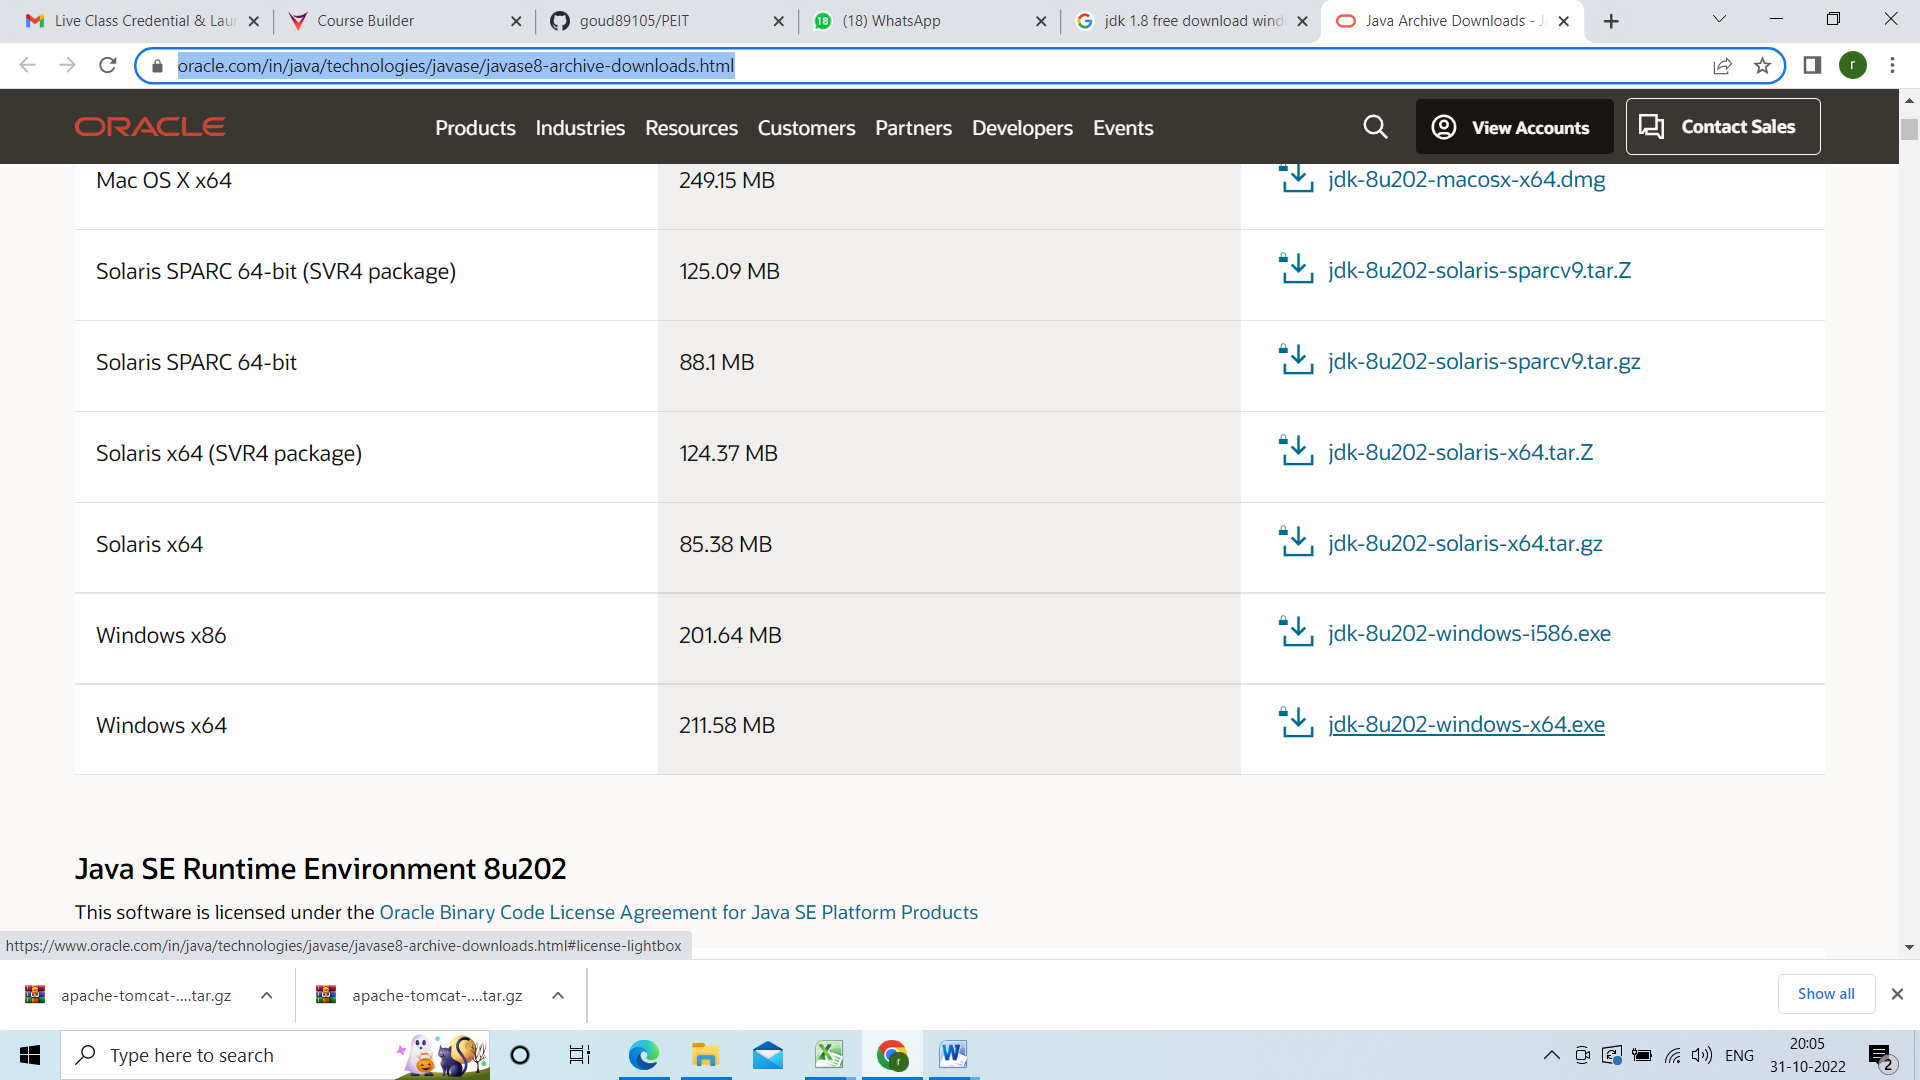 Live Class Credential & Lau
Course Builder
goud89105/PEIT
18
(18) WhatsApp
jdk 1.8 free download wind
Java Archive Downloads - J
oracle.com/in/java/technologies/javase/javase8-archive-downloads.html
r
ORACLE
Products
Industries
Resources
Customers
Partners
Developers
Events
View Accounts
Contact Sales
Mac OS X x64
249.15 MB
jdk-8u202-macosx-x64.dmg
Solaris SPARC 64-bit (SVR4 package)
125.09 MB
jdk-8u202-solaris-sparcv9.tar.Z
Solaris SPARC 64-bit
88.1 MB
jdk-8u202-solaris-sparcv9.tar.gz
Solaris x64 (SVR4 package)
124.37 MB
jdk-8u202-solaris-x64.tar.Z
Solaris x64
85.38 MB
jdk-8u202-solaris-x64.tar.gz
Windows x86
201.64 MB
jdk-8u202-windows-i586.exe
Windows x64
211.58 MB
jdk-8u202-windows-x64.exe
Java SE Runtime Environment 8u202
This software is licensed under the Oracle Binary Code License Agreement for Java SE Platform Products
https://www.oracle.com/in/java/technologies/javase/javase8-archive-downloads.html#license-lightbox
apache-tomcat-....tar.gz
apache-tomcat-....tar.gz
Show all
Type here to search
r
ENG
20:05
31-10-2022
2